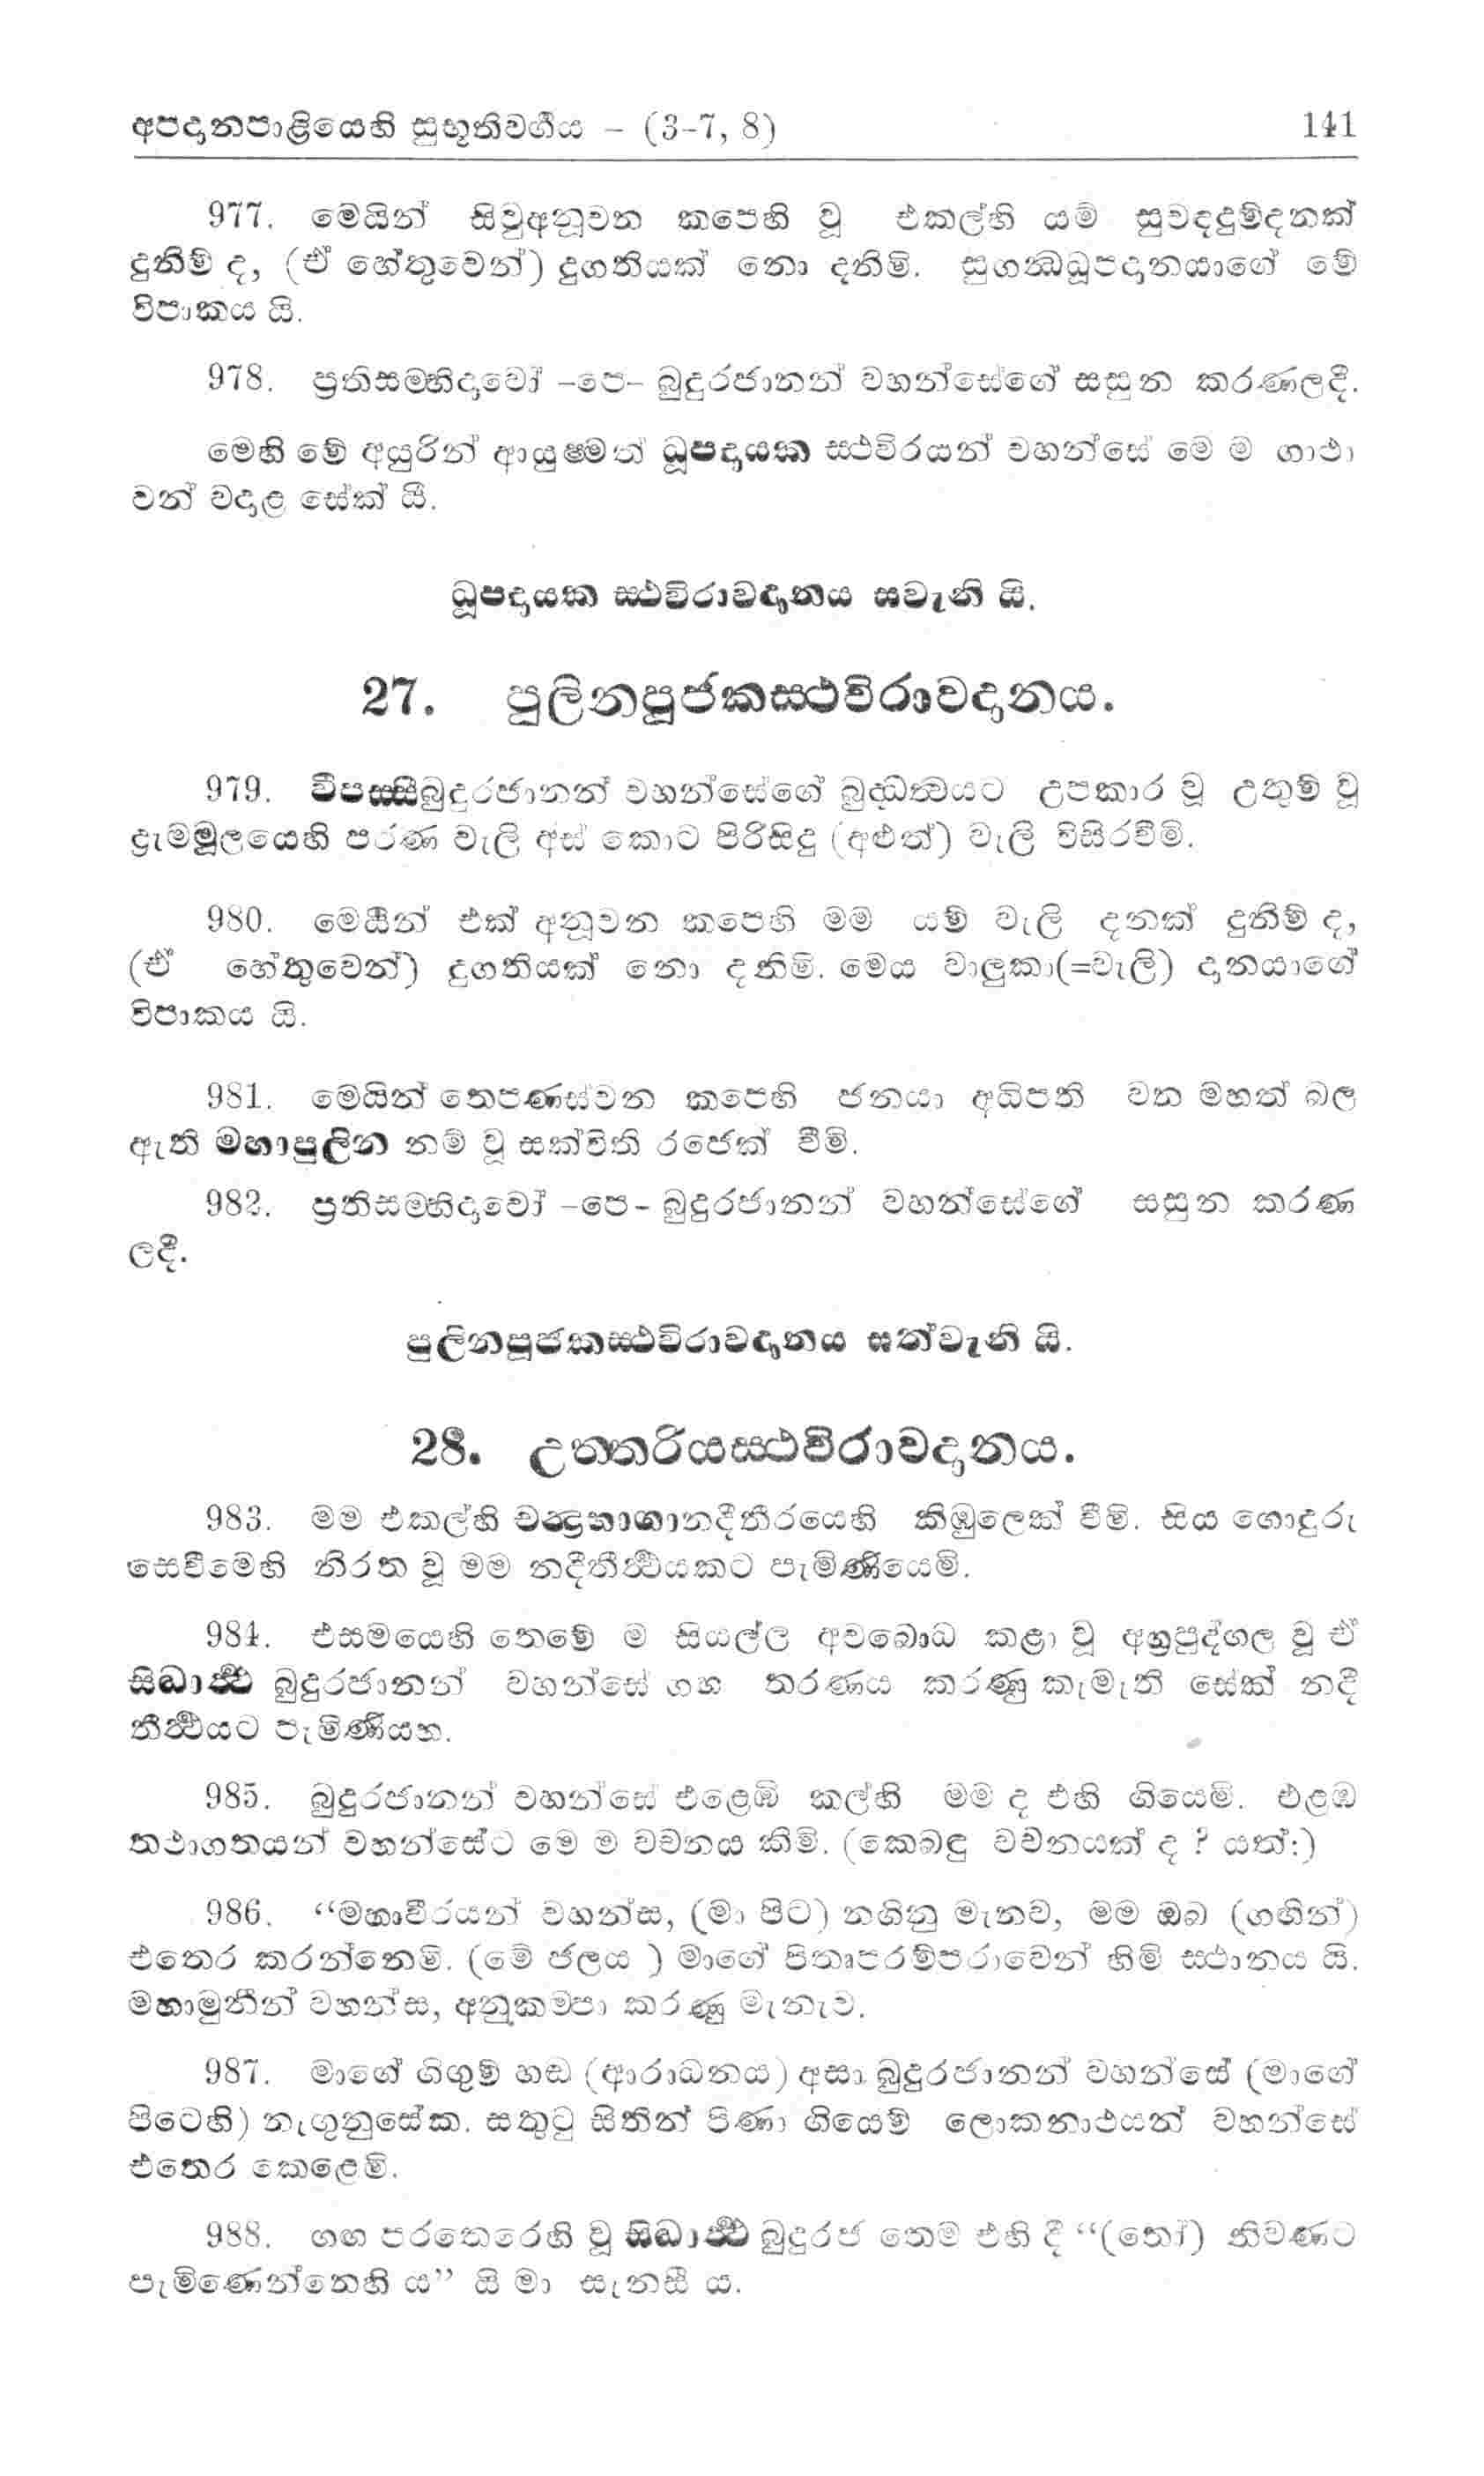 අපදානපාළියෙහි සුභූතිවර්‍ගය – (3-7, 8) 141
977. මෙයින් සිවුඅනූවන කපෙහි වූ එකල්හි යම් සුවඳදුම්දනක්
දුනිම් ද, (ඒ හේතුවෙන්) දුගතියක් නො දනිමි. සුගන්‍ධධූපදානයාගේ මේ
විපාකය යි.
978. ප්‍රතිසම්භිදාවෝ -පෙ- බුදුරජානන් වහන්සේගේ සසුන කරණලදී.
මෙහි මේ අයුරින් ආයුෂ්මත් ධූපදායක ස්ථවිරයන් වහන්සේ මෙ ම ගාථා
වන් වදාළ සේක් යි.
ධූපදායක ස්ථවිරාවදානය සවැනි යි.
27. පුලිනපූජකස්ථවිරාවදානය.
979. විපස්සීබුදුරජානන් වහන්සේගේ බුද්ධත්‍වයට උපකාර වූ උතුම් වූ
ද්‍රැමමූලයෙහි පරණ වැලි අස් කොට පිරිසිදු (අළුත්) වැලි විසිරවීමි.
980. මෙයින් එක් අනූවන කපෙහි මම යම් වැලි දනක් දුනිම් ද,
(ඒ හේතුවෙන්) දුගතියක් නො දනිමි. මෙය වාලුකා(=වැලි) දානයාගේ
විපාකය යි.
981. මෙයින් තෙපණස්වන කපෙහි ජනයා අධිපති වන මහත් බල
ඇති මහාපුලින නම් වූ සක්විති රජෙක් වීමි.
982. ප්‍රතිසම්භිදාවෝ -පෙ- බුදුරජානන් වහන්සේගේ සසුන කරණ
ලදී.
පුලිනපූජකස්ථවිරාවදානය සත්වැනි යි.
28. උත්තරියස්ථවිරාවදානය.
983. මම එකල්හි චන්‍ද්‍රභාගානදීතීරයෙහි කිඹුලෙක් වීමි. සිය ගොදුරු
සෙවීමෙහි නිරත වූ මම නදීතීර්‍ත්‍ථයකට පැමිණියෙමි.
984. එසමයෙහි තෙමේ ම සියල්ල අවබොධ කළා වූ අග්‍රපුද්ගල වූ ඒ
සිද්ධාර්‍ත්‍ථ බුදුරජානන් වහන්සේ ගඟ තරණය කරණු කැමැති සේක් නදී
තීර්‍ත්‍ථයට පැමිණියහ.
985. බුදුරජානන් වහන්සේ එළෙඹි කල්හි මම ද එහි ගියෙමි. එළඹ
තථාගතයන් වහන්සේට මෙ ම වචනය කිමි. (කෙබඳු වචනයක් ද ? යත්:)
986. “මහාවීරයන් වහන්ස, (මා පිට) නගිනු මැනව, මම ඔබ (ගඟින්)
එතෙර කරන්නෙමි. (මේ ජලය ) මාගේ පිතෘපරම්පරාවෙන් හිමි ස්ථානය යි.
මහාමුනීන් වහන්ස, අනුකම්පා කරණු මැනැව.
987. මාගේ ගිගුම් හඬ (ආරාධනය) අසා බුදුරජානන් වහන්සේ (මාගේ
පිටෙහි) නැගුනුසේක. සතුටු සිතින් පිණා ගියෙම් ලොකනාථයන් වහන්සේ
එතෙර කෙළෙමි.
988. ගඟ පරතෙරෙහි වූ සිද්ධාර්‍ත්‍ථ බුදුරජ තෙම එහි දී “(තෝ) නිවණට
පැමිණෙන්නෙහි ය” යි මා සැනසී ය.